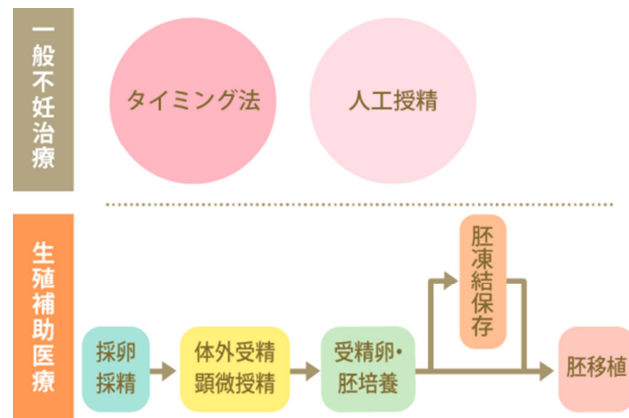 一般不妊治療
タイミング法
人工授精
生殖補助医療
採卵
採精
体外受精
顕微授精
受精卵・
胚培養
胚凍結保存
胚移植